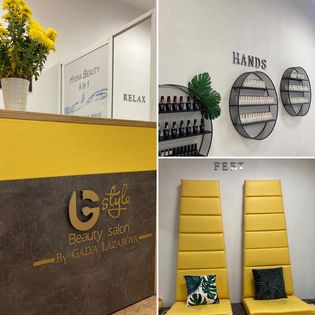 HYDRA BEAUTY
8 in 1
RELAX
style
Beauty salon
By GALYA LAZAROVA
HANDS
FEET